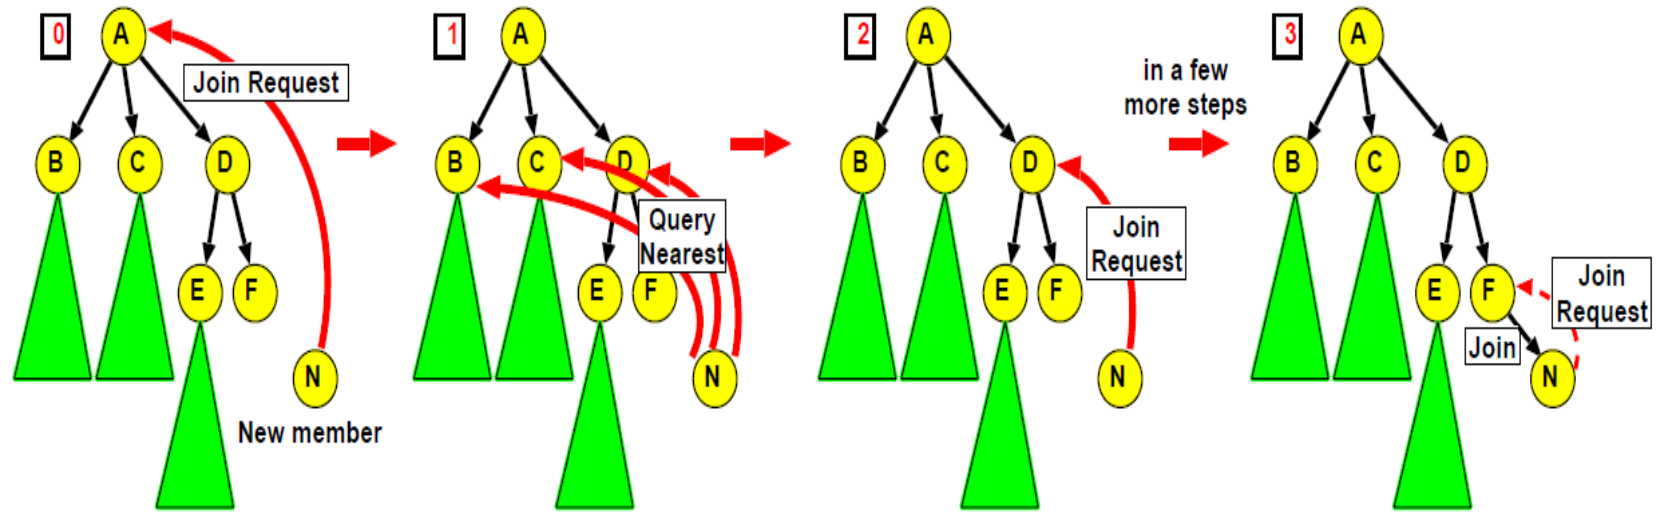 0
A
Join Request
B
C
D
E
F
N
New member
1
A
B
C
D
Query
Nearest
E
F
N
2
A
B
C
D
Join
Request
E
F
N
in a few
more steps
3
A
B
C
D
E
F
Join
Request
Join
N